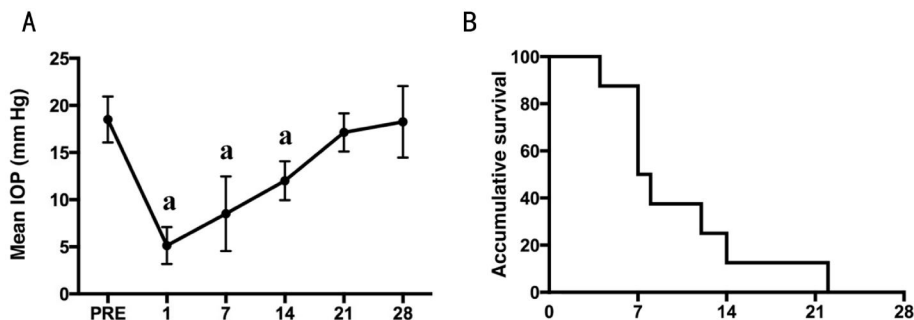 A
Mean IOP (mm Hg)
25
20
15
10
5
0
a
a
a
PRE 1 7 14 21 28
B
Accumulative survival
100
80
60
40
20
0
0 7 14 21 28